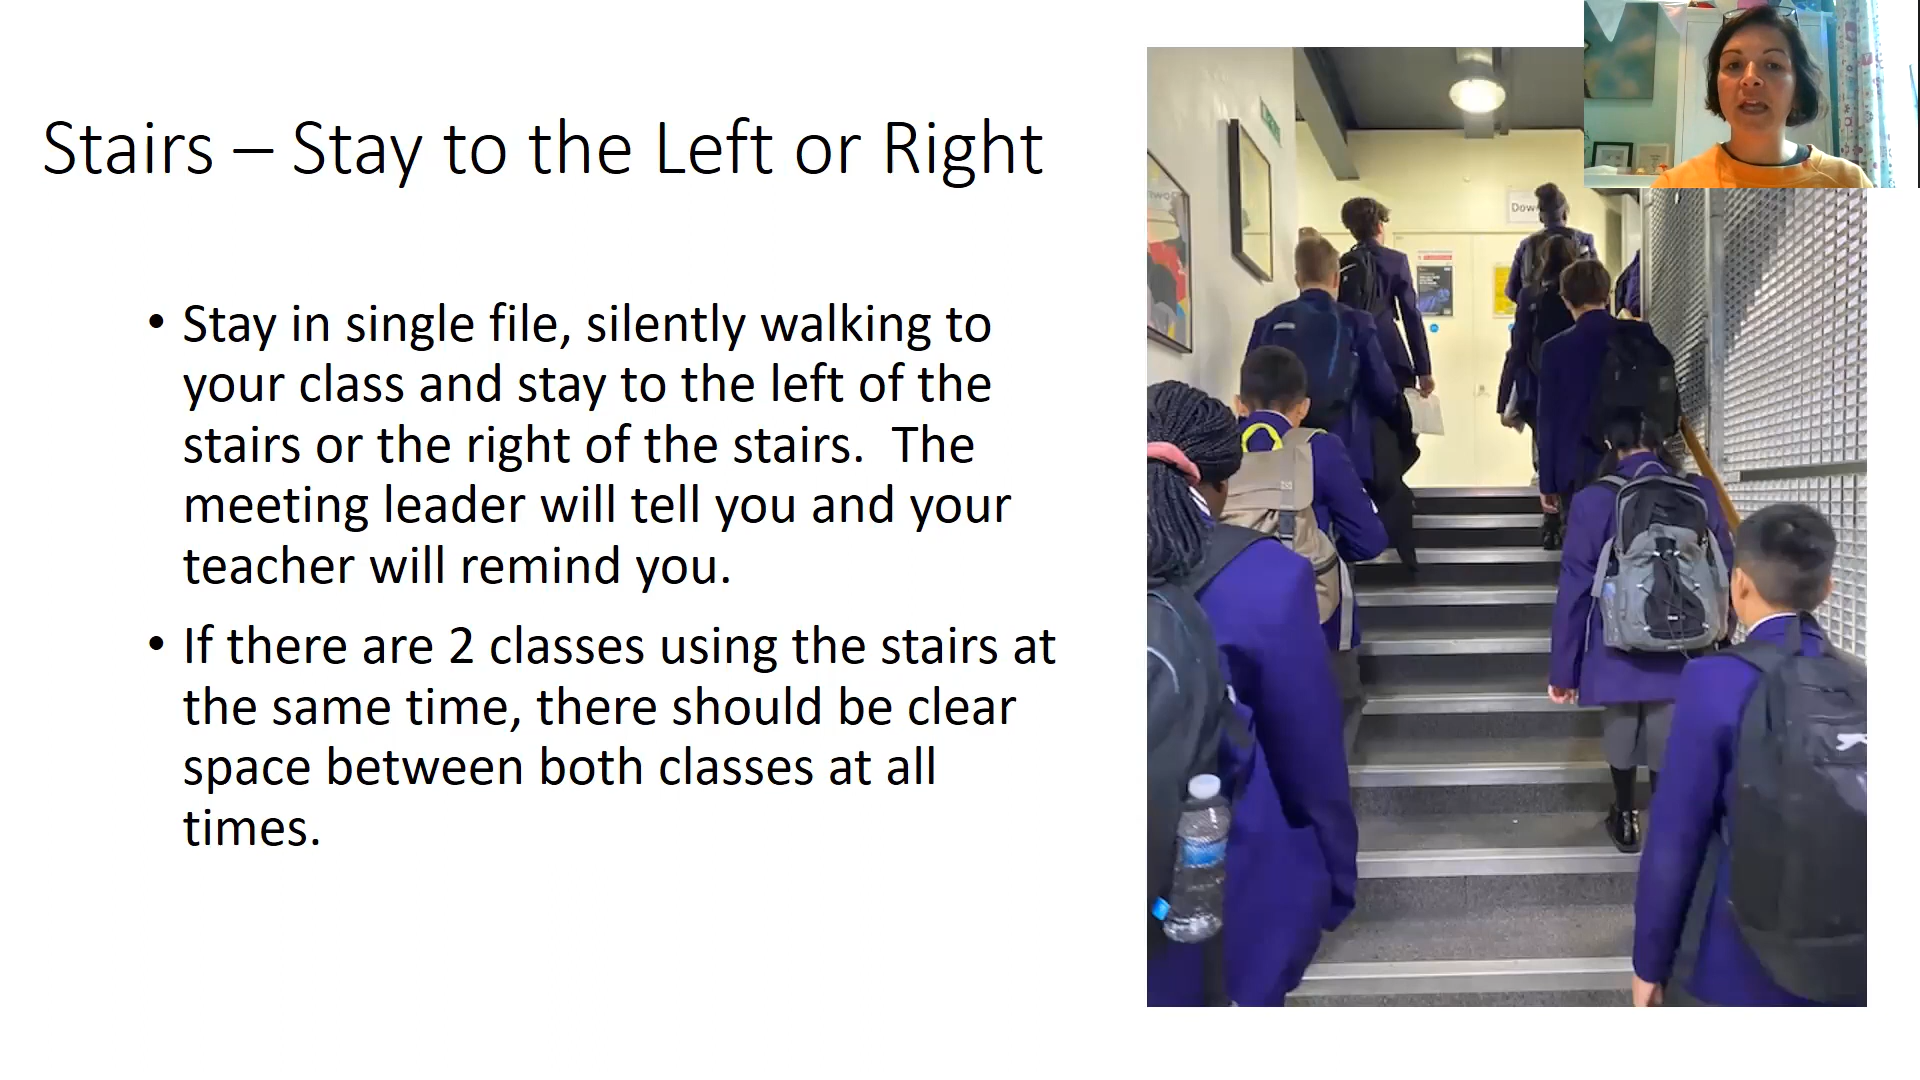 Stairs – Stay to the Left or Right
• Stay in single file, silently walking to
your class and stay to the left of the
stairs or the right of the stairs.  The
meeting leader will tell you and your
teacher will remind you.
• If there are 2 classes using the stairs at
the same time, there should be clear
space between both classes at all
times.